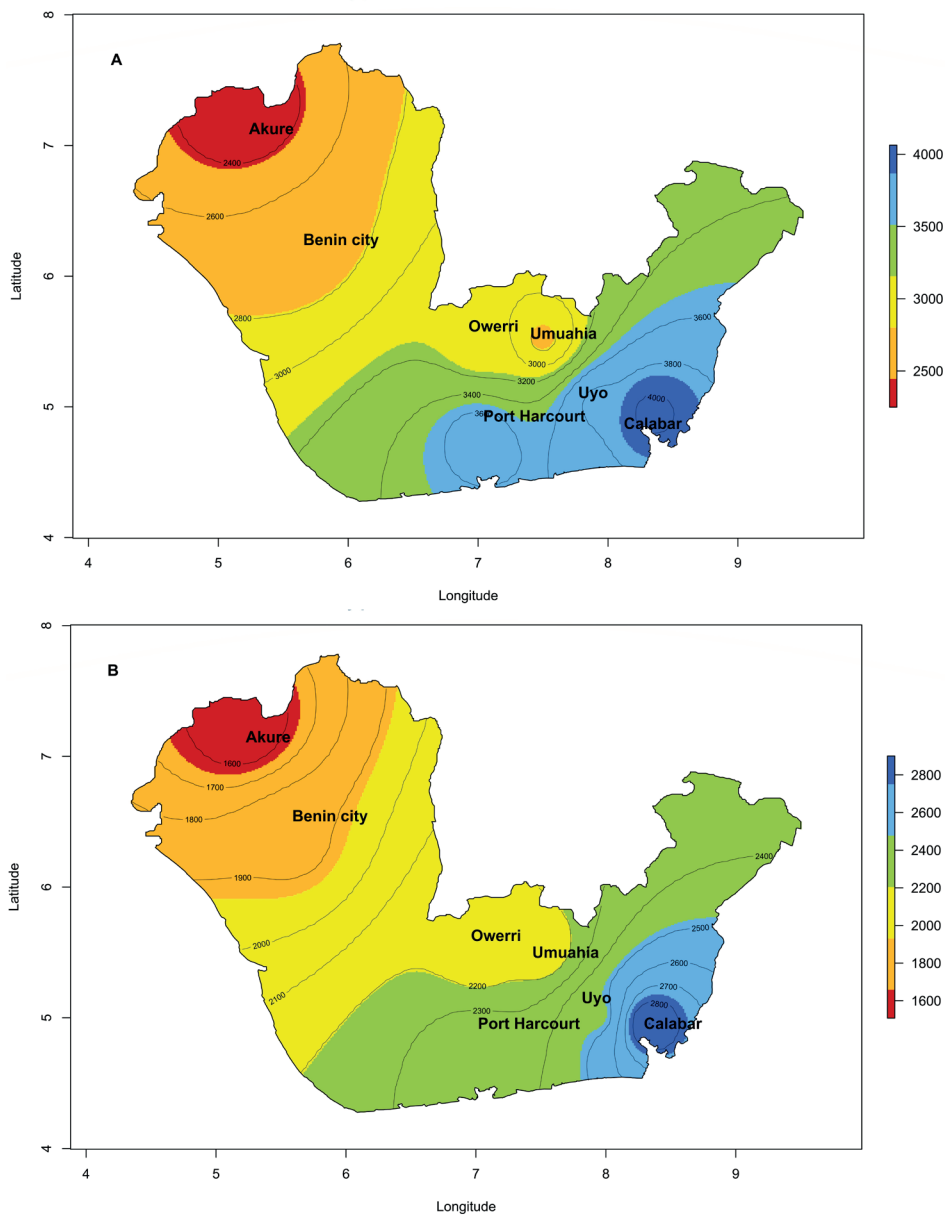 A
8
7
6
5
4
Latitude
Akure
2400
2600
Benin city
2800
3000
Owerri
Umuahia
3000
3200
3400
3600
3800
4000
Uyo
Port Harcourt
Calabar
4000
3500
3000
2500
4
5
6
7
8
9
Longitude
B
8
7
6
5
4
Latitude
Akure
1600
1700
1800
Benin city
1900
2000
2100
Owerri
Umuahia
2200
2300
2400
2500
2600
2700
2800
Uyo
Port Harcourt
Calabar
2800
2600
2400
2200
2000
1800
1600
4
5
6
7
8
9
Longitude